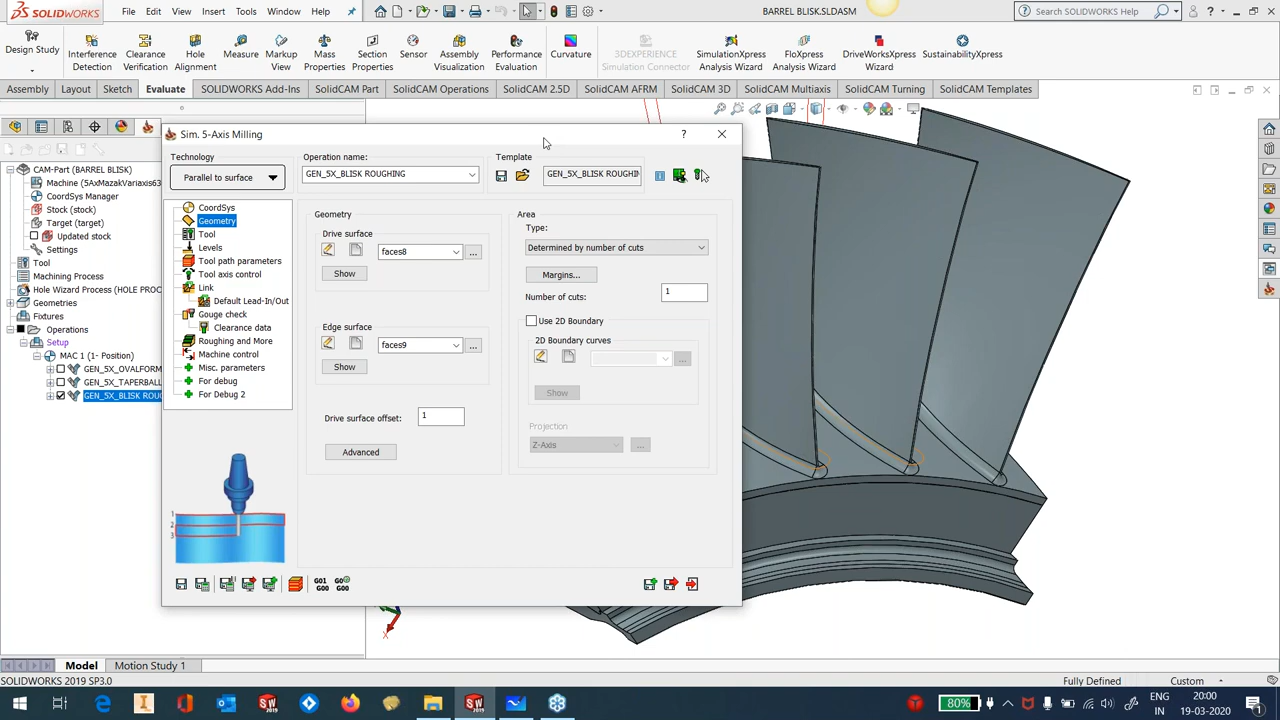 SOLIDWORKS File Edit Insert Tools Window Help BARREL BLISK.SLDASM Search SOLIDWORKS Help
Design Study Interference Detection Clearance Verification Hole Alignment Measure Markup View Mass Properties Section Properties Sensor Assembly Visualization Performance Evaluation Curvature 3DEXPERIENCE Simulation Connector SimulationXpress Analysis Wizard FloXpress Analysis Wizard DriveWorksXpress Wizard SustainabilityXpress
Assembly Layout Sketch Evaluate SOLIDWORKS Add-Ins SolidCAM Part SolidCAM Operations SolidCAM 2.5D SolidCAM AFRM SolidCAM 3D SolidCAM Multiaxis SolidCAM Turning SolidCAM Templates
CAM-Part (BARREL BLISK)
Machine (5AxMazakVariaxis63
CoordSys Manager
Stock (stock)
Target (target)
Updated stock
Settings
Tool
Machining Process
Hole Wizard Process (HOLE PROC
Geometries
Fixtures
Operations
Setup
MAC 1 (1- Position)
GEN_5X_OVALFORM
GEN_5X_TAPERBALL
GEN_5X_BLISK ROUG
Sim. 5-Axis Milling ?
Technology
Parallel to surface
Operation name:
GEN_5X_BLISK ROUGHING
Template
GEN_5X_BLISK ROUGHIN
CoordSys
Geometry
Tool
Levels
Tool path parameters
Tool axis control
Link
Default Lead-In/Out
Gouge check
Clearance data
Roughing and More
Machine control
Misc. parameters
For debug
For Debug 2
1
2
3
Geometry
Drive surface
faces8 ...
Show
Edge surface
faces9 ...
Show
Drive surface offset: 1
Advanced
Area
Type:
Determined by number of cuts
Margins...
Number of cuts: 1
Use 2D Boundary
2D Boundary curves
...
Show
Projection
Z-Axis ...
G01 G00 G0
X
Model Motion Study 1
SOLIDWORKS 2019 SP3.0 Fully Defined Custom
80% ENG IN 20:00 19-03-2020 1